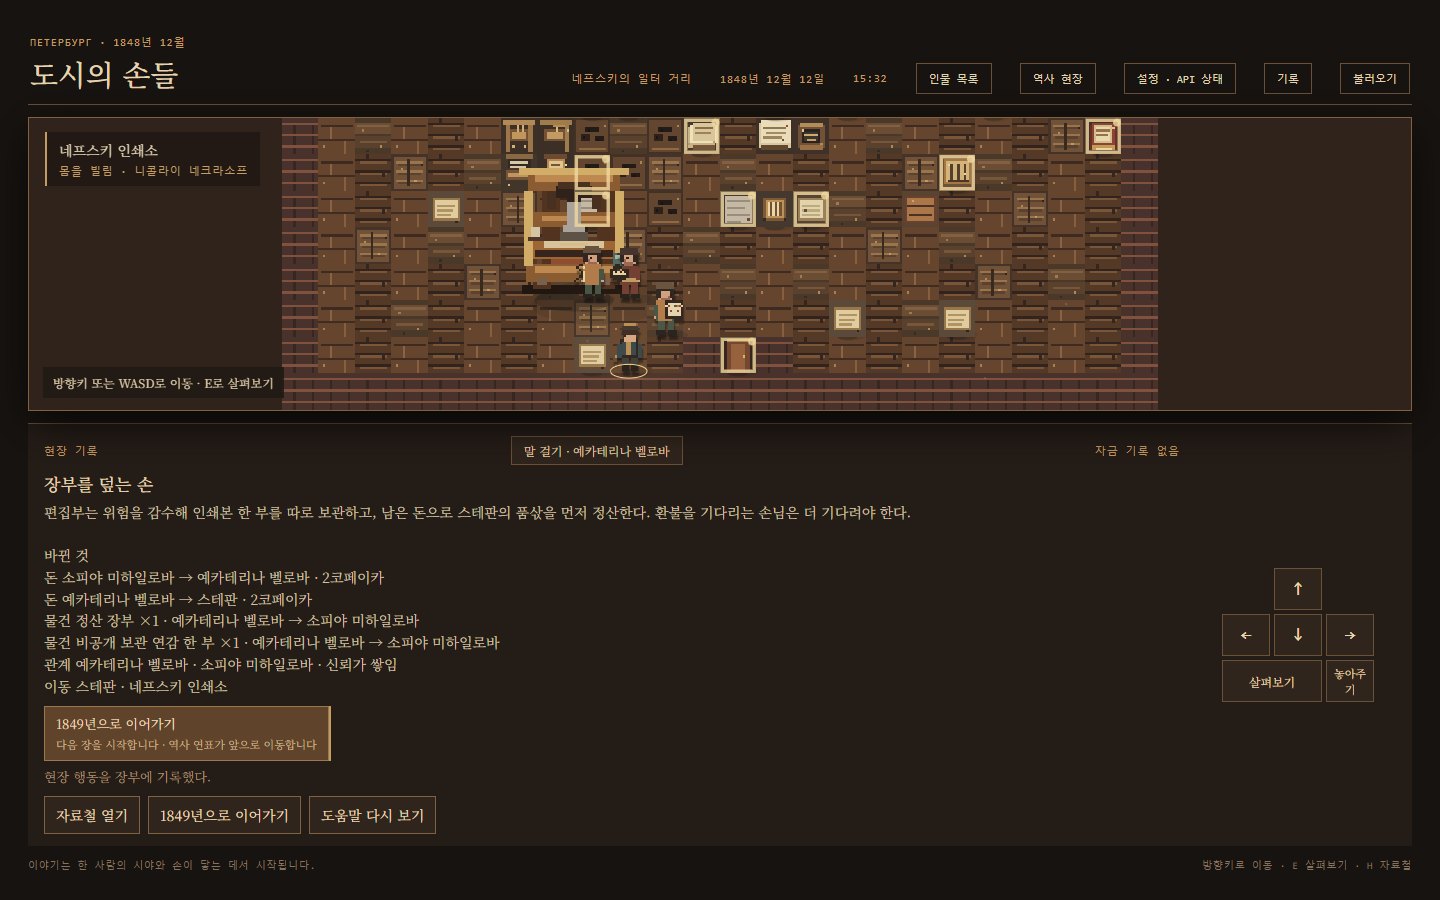 ПЕТЕРБУРГ · 1848년 12월
도시의 손들
네프스키의 일터 거리
1848년 12월 12일
15:32
인물 목록
역사 현장
설정 · API 상태
기록
불러오기
네프스키 인쇄소
몸을 빌림 · 니콜라이 네크라소프
방향키 또는 WASD로 이동 · E로 살펴보기
현장 기록
말 걸기 · 예카테리나 벨로바
자금 기록 없음
장부를 덮는 손
편집부는 위험을 감수해 인쇄본 한 부를 따로 보관하고, 남은 돈으로 스테판의 품삯을 먼저 정산한다. 환불을 기다리는 손님은 더 기다려야 한다.
바뀐 것
돈 소피야 미하일로바 → 예카테리나 벨로바 · 2코페이카
돈 예카테리나 벨로바 → 스테판 · 2코페이카
물건 정산 장부 ×1 · 예카테리나 벨로바 → 소피야 미하일로바
물건 비공개 보관 연감 한 부 ×1 · 예카테리나 벨로바 → 소피야 미하일로바
관계 예카테리나 벨로바 · 소피야 미하일로바 · 신뢰가 쌓임
이동 스테판 · 네프스키 인쇄소
↑
← ↓ →
살펴보기
놓아주
기
1849년으로 이어가기
다음 장을 시작합니다 · 역사 연표가 앞으로 이동합니다
현장 행동을 장부에 기록했다.
자료철 열기
1849년으로 이어가기
도움말 다시 보기
이야기는 한 사람의 시야와 손이 닿는 데서 시작됩니다.
방향키로 이동 · E 살펴보기 · H 자료철